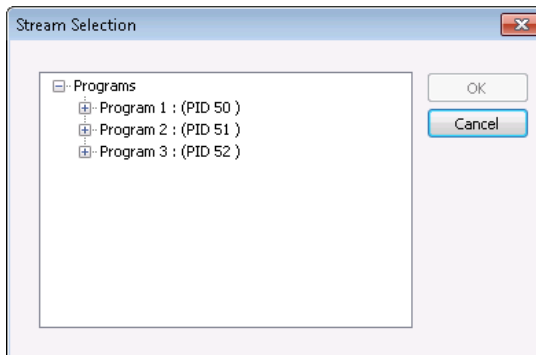 Stream Selection
Programs
Program 1 : (PID 50 )
Program 2 : (PID 51 )
Program 3 : (PID 52 )
OK
Cancel